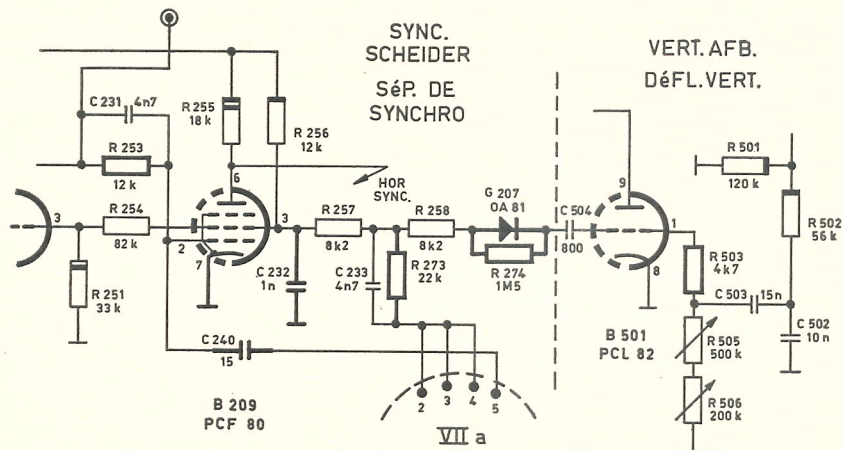 SYNC.
SCHEIDER
SéP. DE
SYNCHRO
VERT. AFB.
DéFL. VERT.
C 231
4n7
R 253
12 k
R 254
82 k
3
R 251
33 k
R 255
18 k
R 256
12 k
6
3
2
7
HOR
SYNC.
R 257
8k2
R 258
8k2
G 207
OA 81
R 274
1M5
C 504
800
C 232
1n
C 233
4n7
R 273
22 k
C 240
15
B 209
PCF 80
2
3
4
5
VII a
9
1
8
B 501
PCL 82
R 501
120 k
R 502
56 k
R 503
4k7
C 503
15n
C 502
10 n
R 505
500 k
R 506
200 k